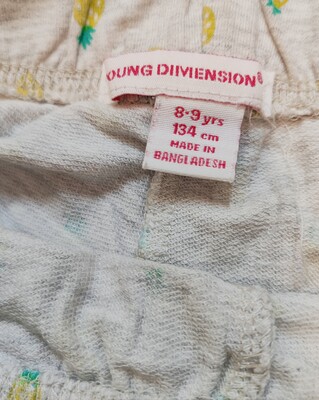 OUNG DIMENSION®
8-9 yrs
134 cm
MADE IN
BANGLADESH